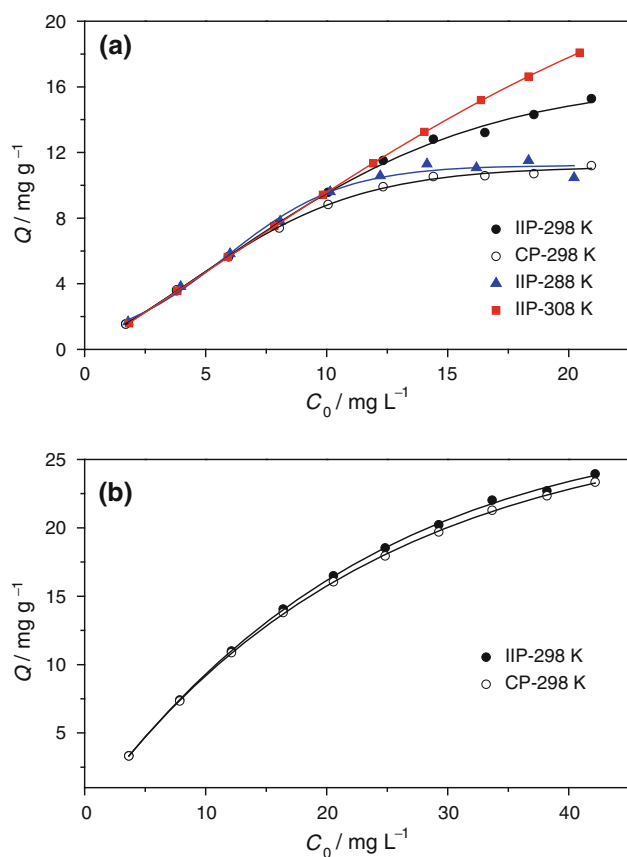 (a)
20
16
12
8
4
0
Q / mg g⁻¹
IIP-298 K
CP-298 K
IIP-288 K
IIP-308 K
0 5 10 15 20
C₀ / mg L⁻¹
(b)
25
20
15
10
5
Q / mg g⁻¹
IIP-298 K
CP-298 K
0 10 20 30 40
C₀ / mg L⁻¹